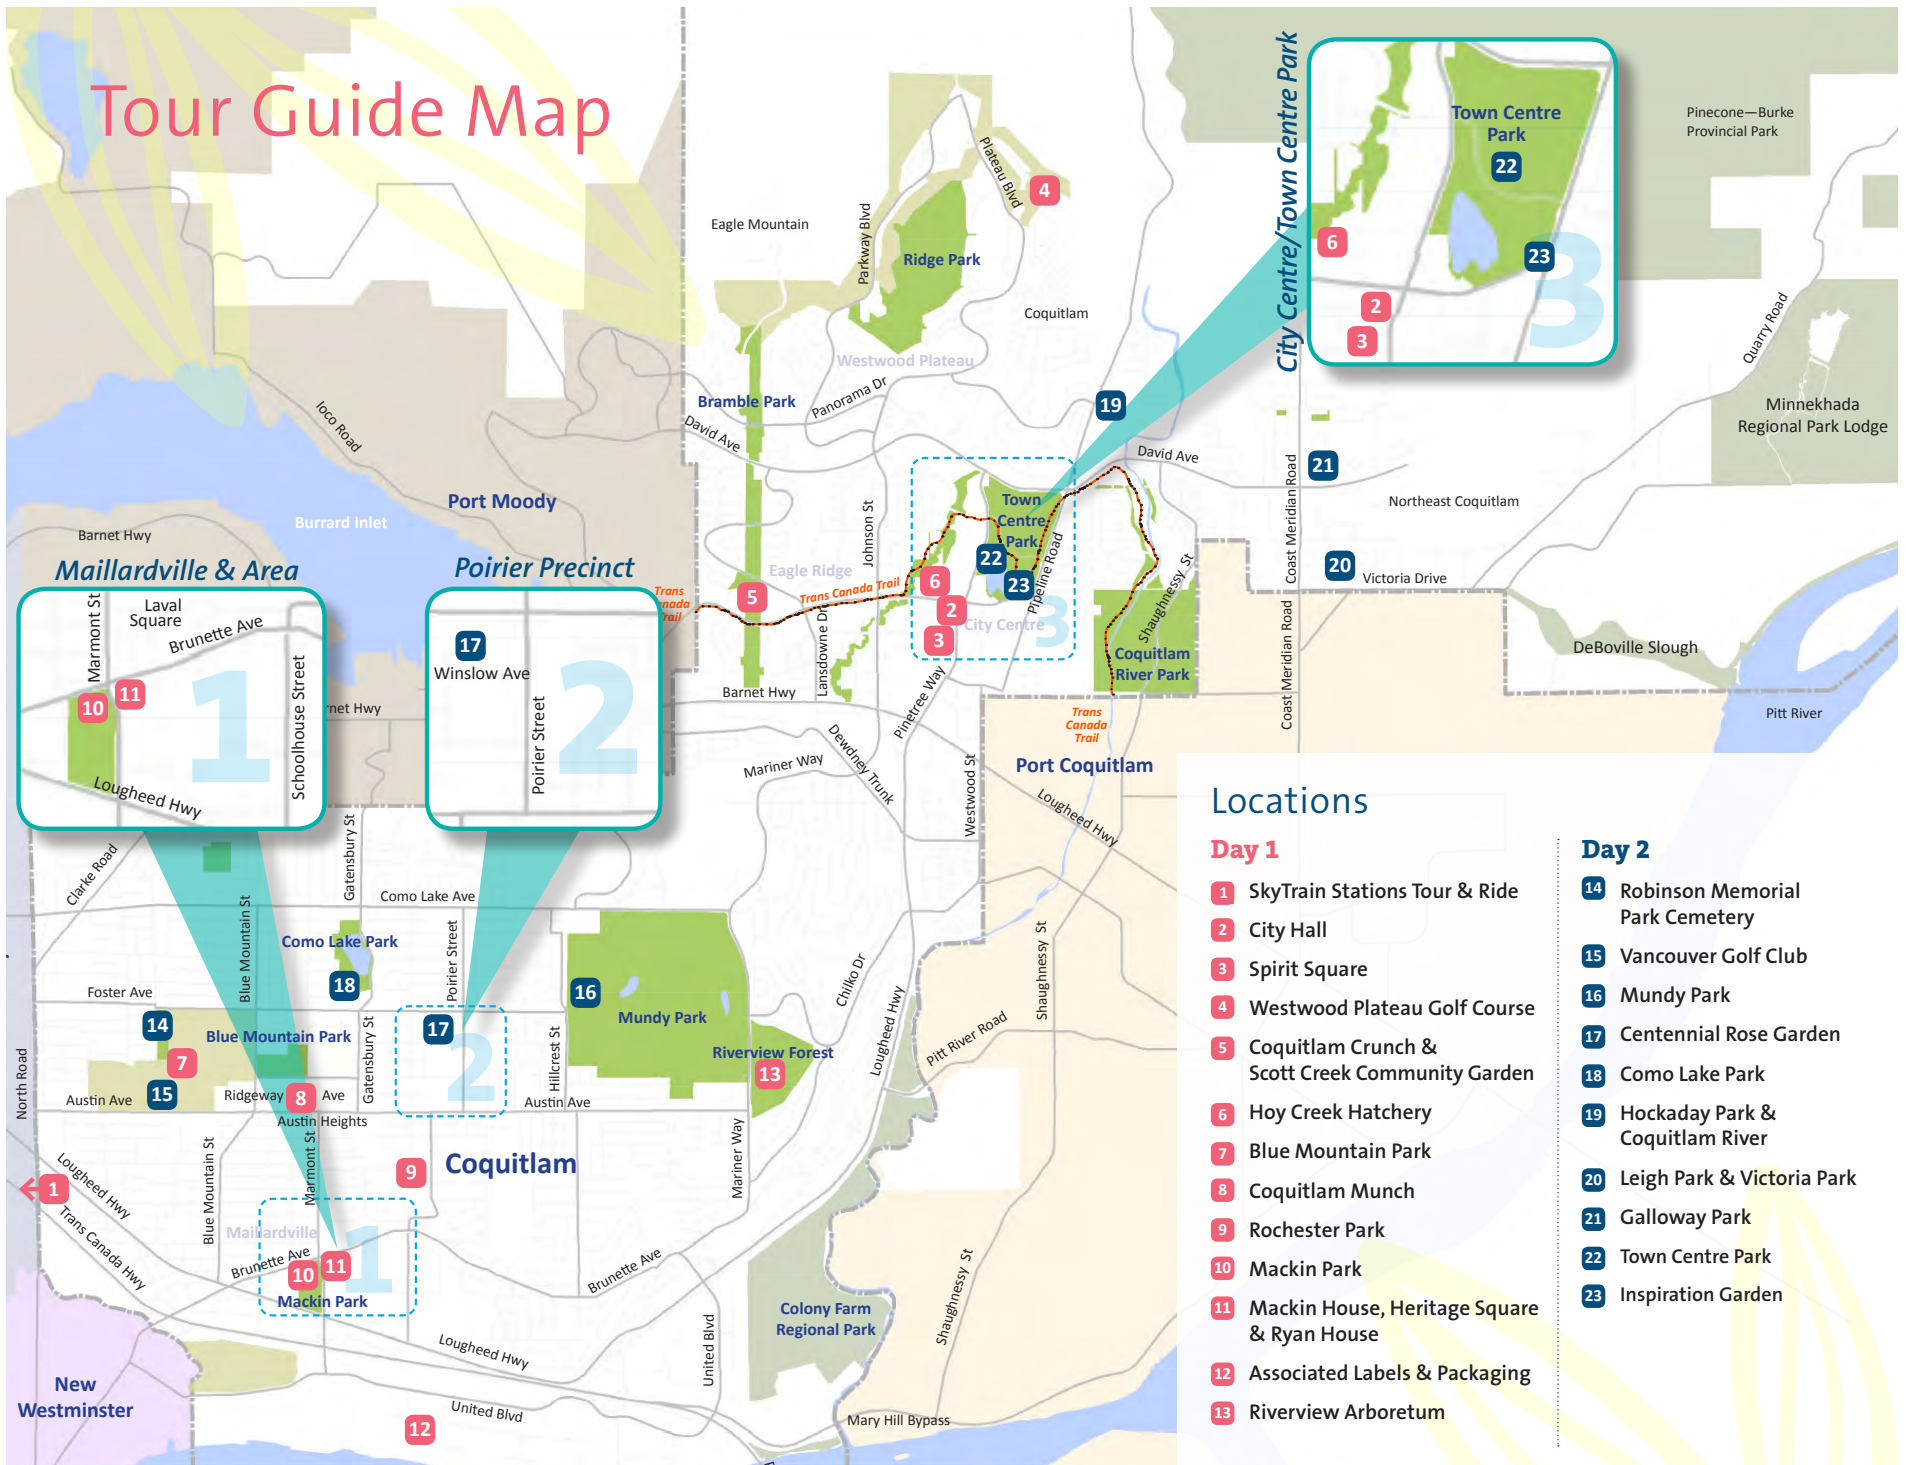 Tour Guide Map
City Centre/Town Centre Park
Town Centre
Park
22
23
6
2
3
3
Pinecone—Burke
Provincial Park
Quarry Road
Minnekhada
Regional Park Lodge
Eagle Mountain
Parkway Blvd
Plateau Blvd
4
Ridge Park
Coquitlam
Westwood Plateau
Panorama Dr
Bramble Park
David Ave
19
David Ave
Coast Meridian Road
21
Northeast Coquitlam
20
Victoria Drive
Coast Meridian Road
DeBoville Slough
Pitt River
Ioco Road
Port Moody
Burrard Inlet
Barnet Hwy
Johnson St
Town
Centre
Park
22
23
Pipeline Road
6
2
3
City Centre
3
Eagle Ridge
Trans Canada Trail
5
Trans
nada
rail
Lansdowne Dr
Barnet Hwy
Pinetree Way
Shaughnessy St
Coquitlam
River Park
Trans
Canada
Trail
Port Coquitlam
Maillardville & Area
Marmont St
Laval
Square
Brunette Ave
10
11
1
Schoolhouse Street
Lougheed Hwy
Poirier Precinct
17
Winslow Ave
Poirier Street
2
rnet Hwy
Mariner Way
Dewdney Trunk
Westwood St
Lougheed Hwy
Clarke Road
Gatensbury St
Como Lake Ave
Blue Mountain St
Como Lake Park
18
Poirier Street
Foster Ave
14
7
15
Blue Mountain Park
Gatensbury St
17
2
16
Mundy Park
Hillcrest St
Riverview Forest
13
Chilko Dr
Lougheed Hwy
Pitt River Road
Shaughnessy St
North Road
Austin Ave
Ridgeway
8
Ave
Austin Heights
Austin Ave
Marmont St
Blue Mountain St
9
Coquitlam
Mariner Way
Lougheed Hwy
1
Trans Canada Hwy
Maillardville
Brunette Ave
10
11
1
Mackin Park
Brunette Ave
Colony Farm
Regional Park
Shaughnessy St
Lougheed Hwy
United Blvd
United Blvd
12
Mary Hill Bypass
New
Westminster
Locations
Day 1
1 SkyTrain Stations Tour & Ride
2 City Hall
3 Spirit Square
4 Westwood Plateau Golf Course
5 Coquitlam Crunch &
Scott Creek Community Garden
6 Hoy Creek Hatchery
7 Blue Mountain Park
8 Coquitlam Munch
9 Rochester Park
10 Mackin Park
11 Mackin House, Heritage Square
& Ryan House
12 Associated Labels & Packaging
13 Riverview Arboretum
Day 2
14 Robinson Memorial
Park Cemetery
15 Vancouver Golf Club
16 Mundy Park
17 Centennial Rose Garden
18 Como Lake Park
19 Hockaday Park &
Coquitlam River
20 Leigh Park & Victoria Park
21 Galloway Park
22 Town Centre Park
23 Inspiration Garden